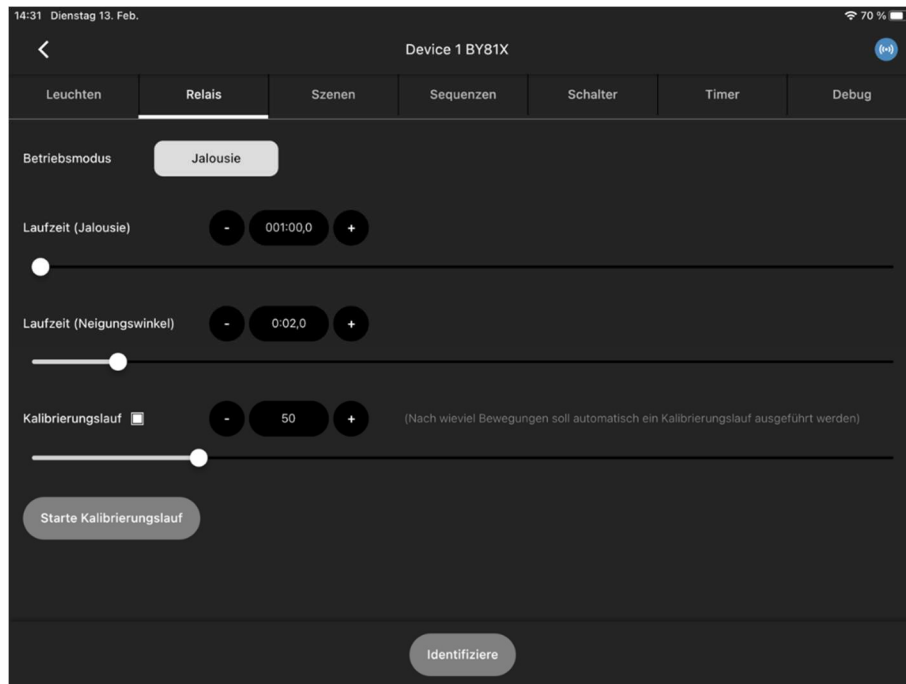 14:31 Dienstag 13. Feb. 70 %
Device 1 BY81X
Leuchten Relais Szenen Sequenzen Schalter Timer Debug
Betriebsmodus Jalousie
Laufzeit (Jalousie) - 001:00,0 +
Laufzeit (Neigungswinkel) - 0:02,0 +
Kalibrierungslauf - 50 + (Nach wieviel Bewegungen soll automatisch ein Kalibrierungslauf ausgeführt werden)
Starte Kalibrierungslauf
Identifiziere